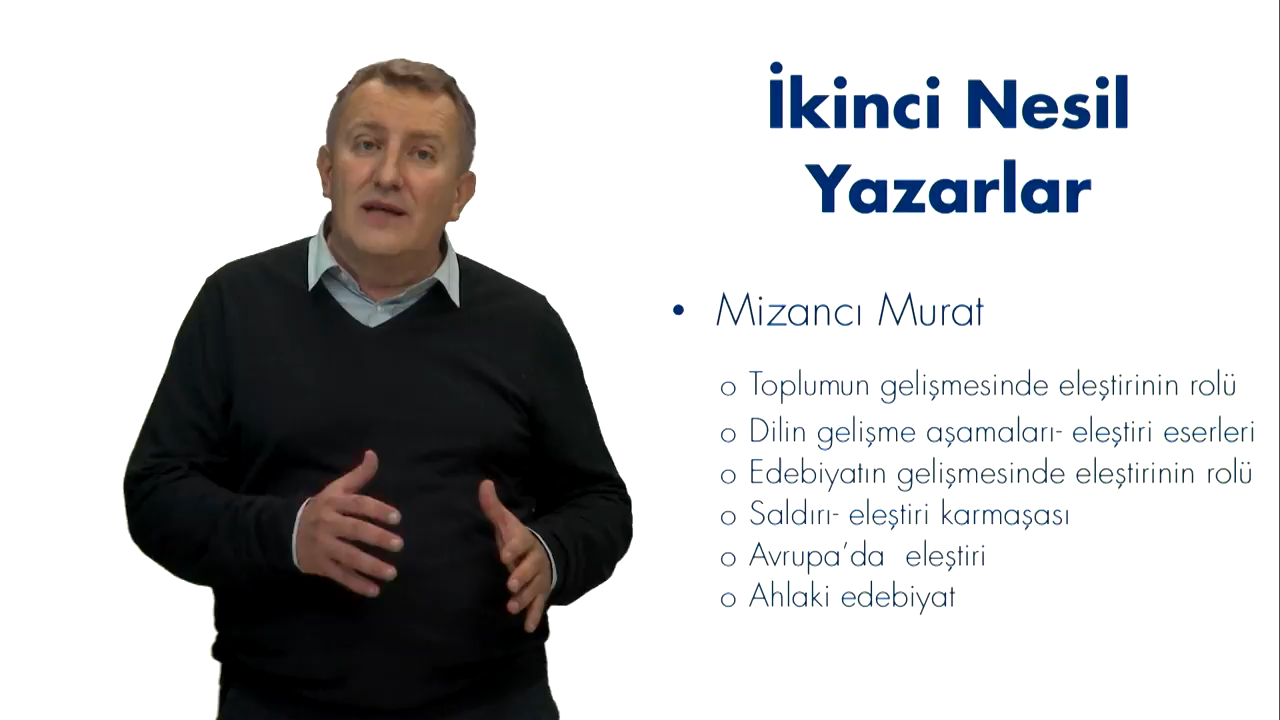 İkinci Nesil
Yazarlar
• Mizancı Murat
o Toplumun gelişmesinde eleştirinin rolü
o Dilin gelişme aşamaları- eleştiri eserleri
o Edebiyatın gelişmesinde eleştirinin rolü
o Saldırı- eleştiri karmaşası
o Avrupa’da eleştiri
o Ahlaki edebiyat